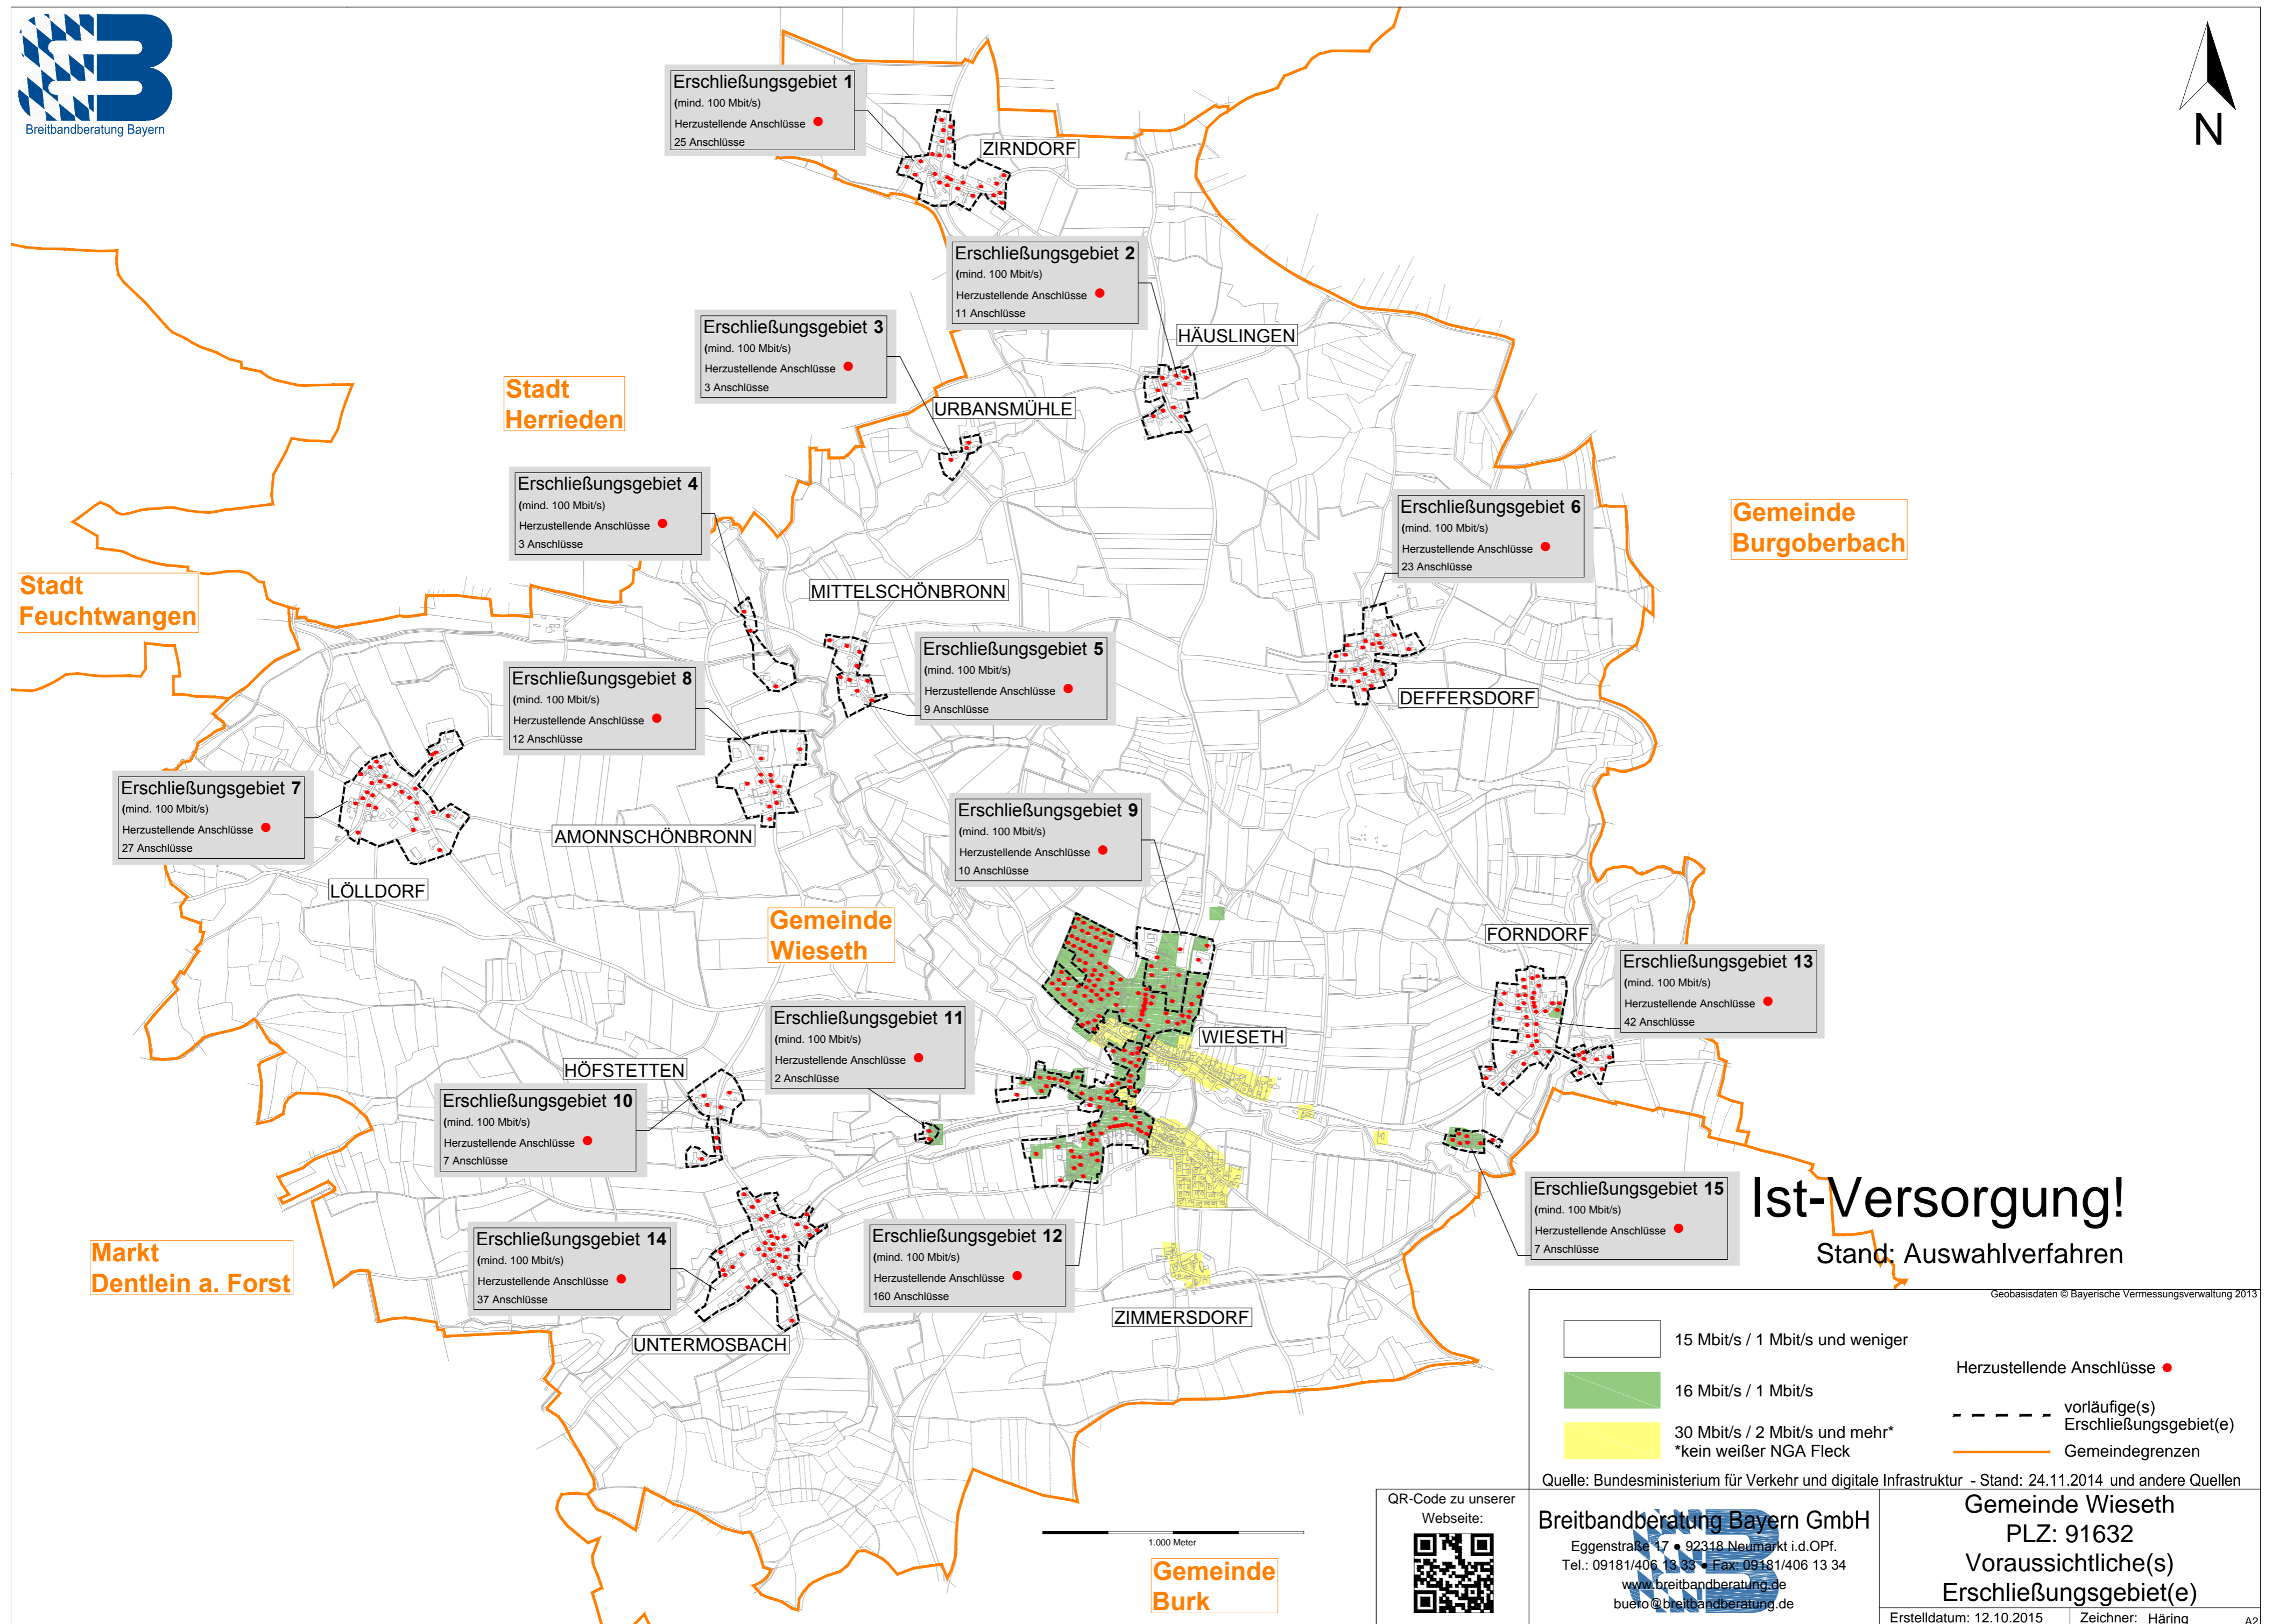 Breitbandberatung Bayern
N
Erschließungsgebiet 1
(mind. 100 Mbit/s)
Herzustellende Anschlüsse
25 Anschlüsse
ZIRNDORF
Erschließungsgebiet 2
(mind. 100 Mbit/s)
Herzustellende Anschlüsse
11 Anschlüsse
HÄUSLINGEN
Erschließungsgebiet 3
(mind. 100 Mbit/s)
Herzustellende Anschlüsse
3 Anschlüsse
URBANSMÜHLE
Stadt
Herrieden
Erschließungsgebiet 4
(mind. 100 Mbit/s)
Herzustellende Anschlüsse
3 Anschlüsse
Erschließungsgebiet 6
(mind. 100 Mbit/s)
Herzustellende Anschlüsse
23 Anschlüsse
Gemeinde
Burgoberbach
Stadt
Feuchtwangen
MITTELSCHÖNBRONN
Erschließungsgebiet 5
(mind. 100 Mbit/s)
Herzustellende Anschlüsse
9 Anschlüsse
DEFFERSDORF
Erschließungsgebiet 8
(mind. 100 Mbit/s)
Herzustellende Anschlüsse
12 Anschlüsse
Erschließungsgebiet 7
(mind. 100 Mbit/s)
Herzustellende Anschlüsse
27 Anschlüsse
AMONNSCHÖNBRONN
LÖLLDORF
Erschließungsgebiet 9
(mind. 100 Mbit/s)
Herzustellende Anschlüsse
10 Anschlüsse
Gemeinde
Wieseth
FORNDORF
Erschließungsgebiet 13
(mind. 100 Mbit/s)
Herzustellende Anschlüsse
42 Anschlüsse
Erschließungsgebiet 11
(mind. 100 Mbit/s)
Herzustellende Anschlüsse
2 Anschlüsse
WIESETH
HÖFSTETTEN
Erschließungsgebiet 10
(mind. 100 Mbit/s)
Herzustellende Anschlüsse
7 Anschlüsse
Erschließungsgebiet 15
(mind. 100 Mbit/s)
Herzustellende Anschlüsse
7 Anschlüsse
Ist-Versorgung!
Stand: Auswahlverfahren
Markt
Dentlein a. Forst
Erschließungsgebiet 14
(mind. 100 Mbit/s)
Herzustellende Anschlüsse
37 Anschlüsse
Erschließungsgebiet 12
(mind. 100 Mbit/s)
Herzustellende Anschlüsse
160 Anschlüsse
UNTERMOSBACH
ZIMMERSDORF
Geobasisdaten © Bayerische Vermessungsverwaltung 2013
15 Mbit/s / 1 Mbit/s und weniger
16 Mbit/s / 1 Mbit/s
30 Mbit/s / 2 Mbit/s und mehr*
*kein weißer NGA Fleck
Herzustellende Anschlüsse
vorläufige(s)
Erschließungsgebiet(e)
Gemeindegrenzen
Quelle: Bundesministerium für Verkehr und digitale Infrastruktur - Stand: 24.11.2014 und andere Quellen
1.000 Meter
Gemeinde
Burk
QR-Code zu unserer
Webseite:
Breitbandberatung Bayern GmbH
Eggenstraße 17 ● 92318 Neumarkt i.d.OPf.
Tel.: 09181/406 13 33 ● Fax: 09181/406 13 34
www.breitbandberatung.de
buero@breitbandberatung.de
Gemeinde Wieseth
PLZ: 91632
Voraussichtliche(s)
Erschließungsgebiet(e)
Erstelldatum: 12.10.2015
Zeichner: Häring
A2